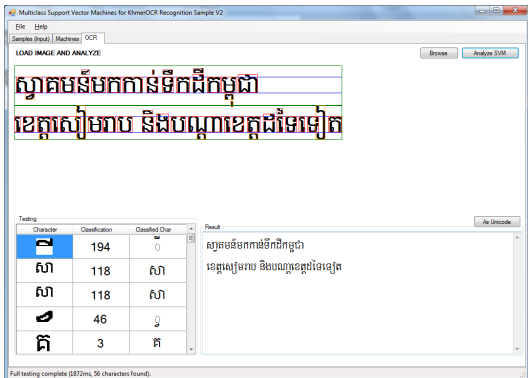 Multiclass Support Vector Machines for KhmerOCR Recognition Sample V2
File Help
Samples (Input) Machines OCR
LOAD IMAGE AND ANALYZE
Browse Analyze SVM
ស្វាគមន៍មកកាន់ទឹកដីកម្ពុជា
ខេត្តសៀមរាប និងបណ្តាខេត្តដទៃទៀត
Testing
Character Classification Classified Char
194
សា 118 សា
សា 118 សា
46
គ 3 គ
Result
As Unicode
ស្វាគមន៍មកកាន់ទឹកដីកម្ពុជា
ខេត្តសៀមរាប និងបណ្តាខេត្តដទៃទៀត
Full testing complete (1872ms, 56 characters found).